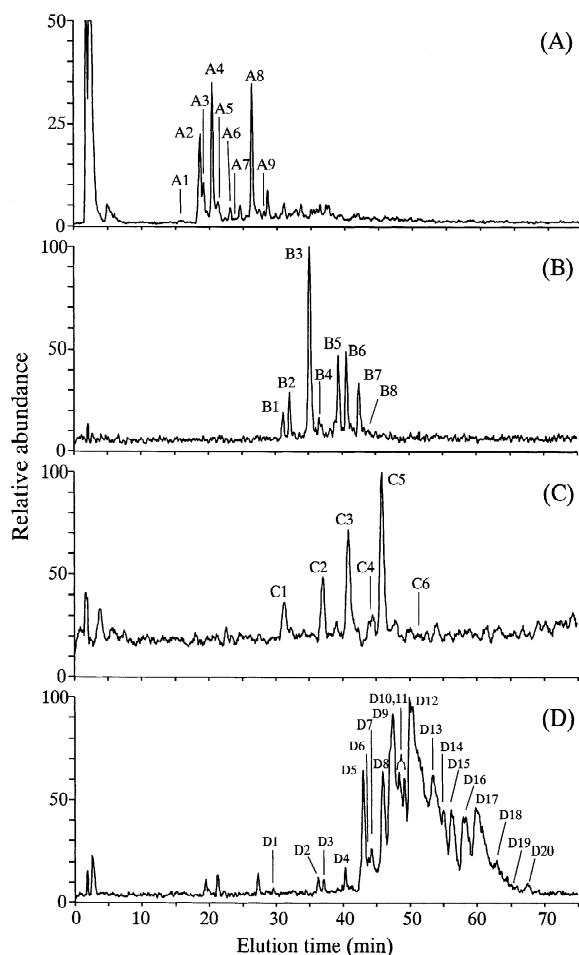 50
(A)
A4
A8
A3
A5
25
A2
A6
A7
A9
A1
0
100
B3
(B)
50
B5
B6
B4
B7
B2
B8
B1
0
Relative abundance
100
C5
(C)
C3
50
C2
C4
C6
C1
0
100
D10,11
D12
(D)
D9
D7
D13
D6
D14
D5
D8
D15
D16
50
D17
D18
D1
D2
D3
D4
D19
D20
0
0 10 20 30 40 50 60 70
Elution time (min)